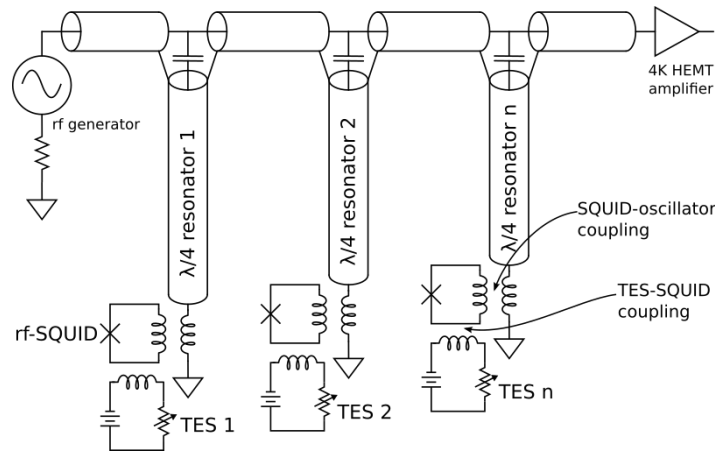 4K HEMT
amplifier
rf generator
λ/4 resonator 1
λ/4 resonator 2
λ/4 resonator n
SQUID-oscillator
coupling
TES-SQUID
coupling
rf-SQUID
TES 1
TES 2
TES n